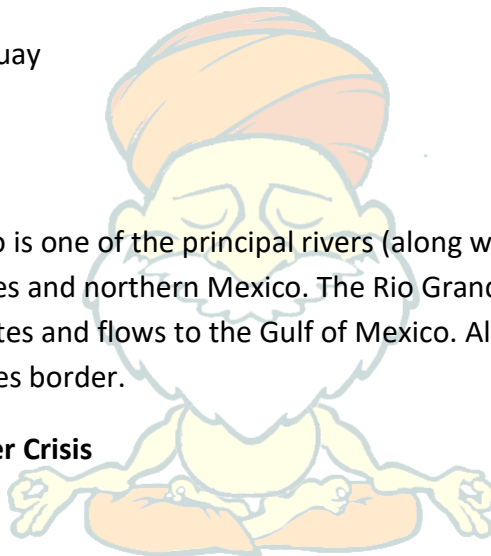 uay
o is one of the principal rivers (along w
es and northern Mexico. The Rio Grand
tes and flows to the Gulf of Mexico. Al
es border.
er Crisis